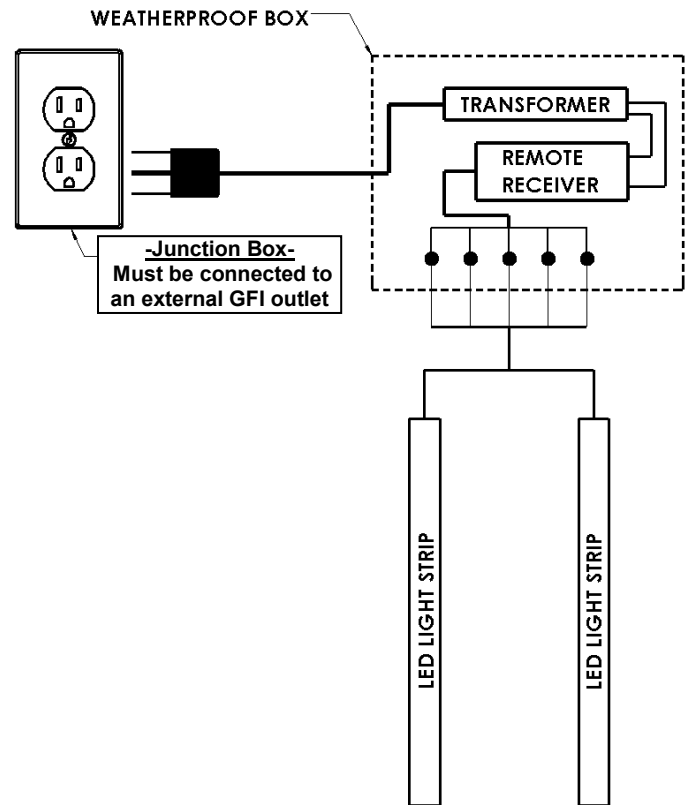 WEATHERPROOF BOX
TRANSFORMER
REMOTE
RECEIVER
-Junction Box-
Must be connected to
an external GFI outlet
LED LIGHT STRIP
LED LIGHT STRIP